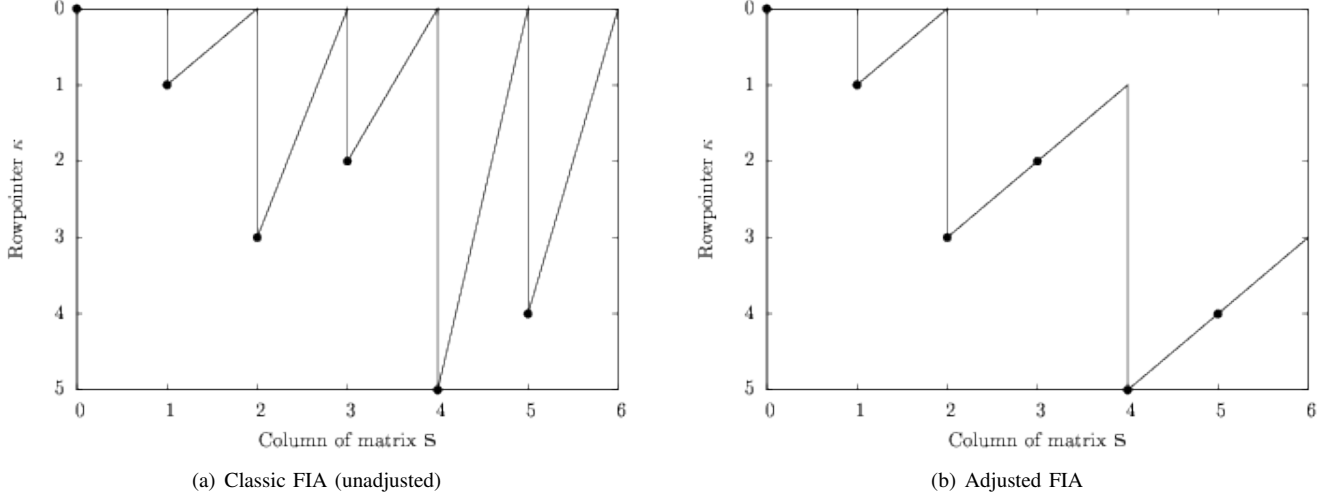 0
1
2
3
4
5
Rowpointer κ
0 1 2 3 4 5 6
Column of matrix S
(a) Classic FIA (unadjusted)
0
1
2
3
4
5
Rowpointer κ
0 1 2 3 4 5 6
Column of matrix S
(b) Adjusted FIA